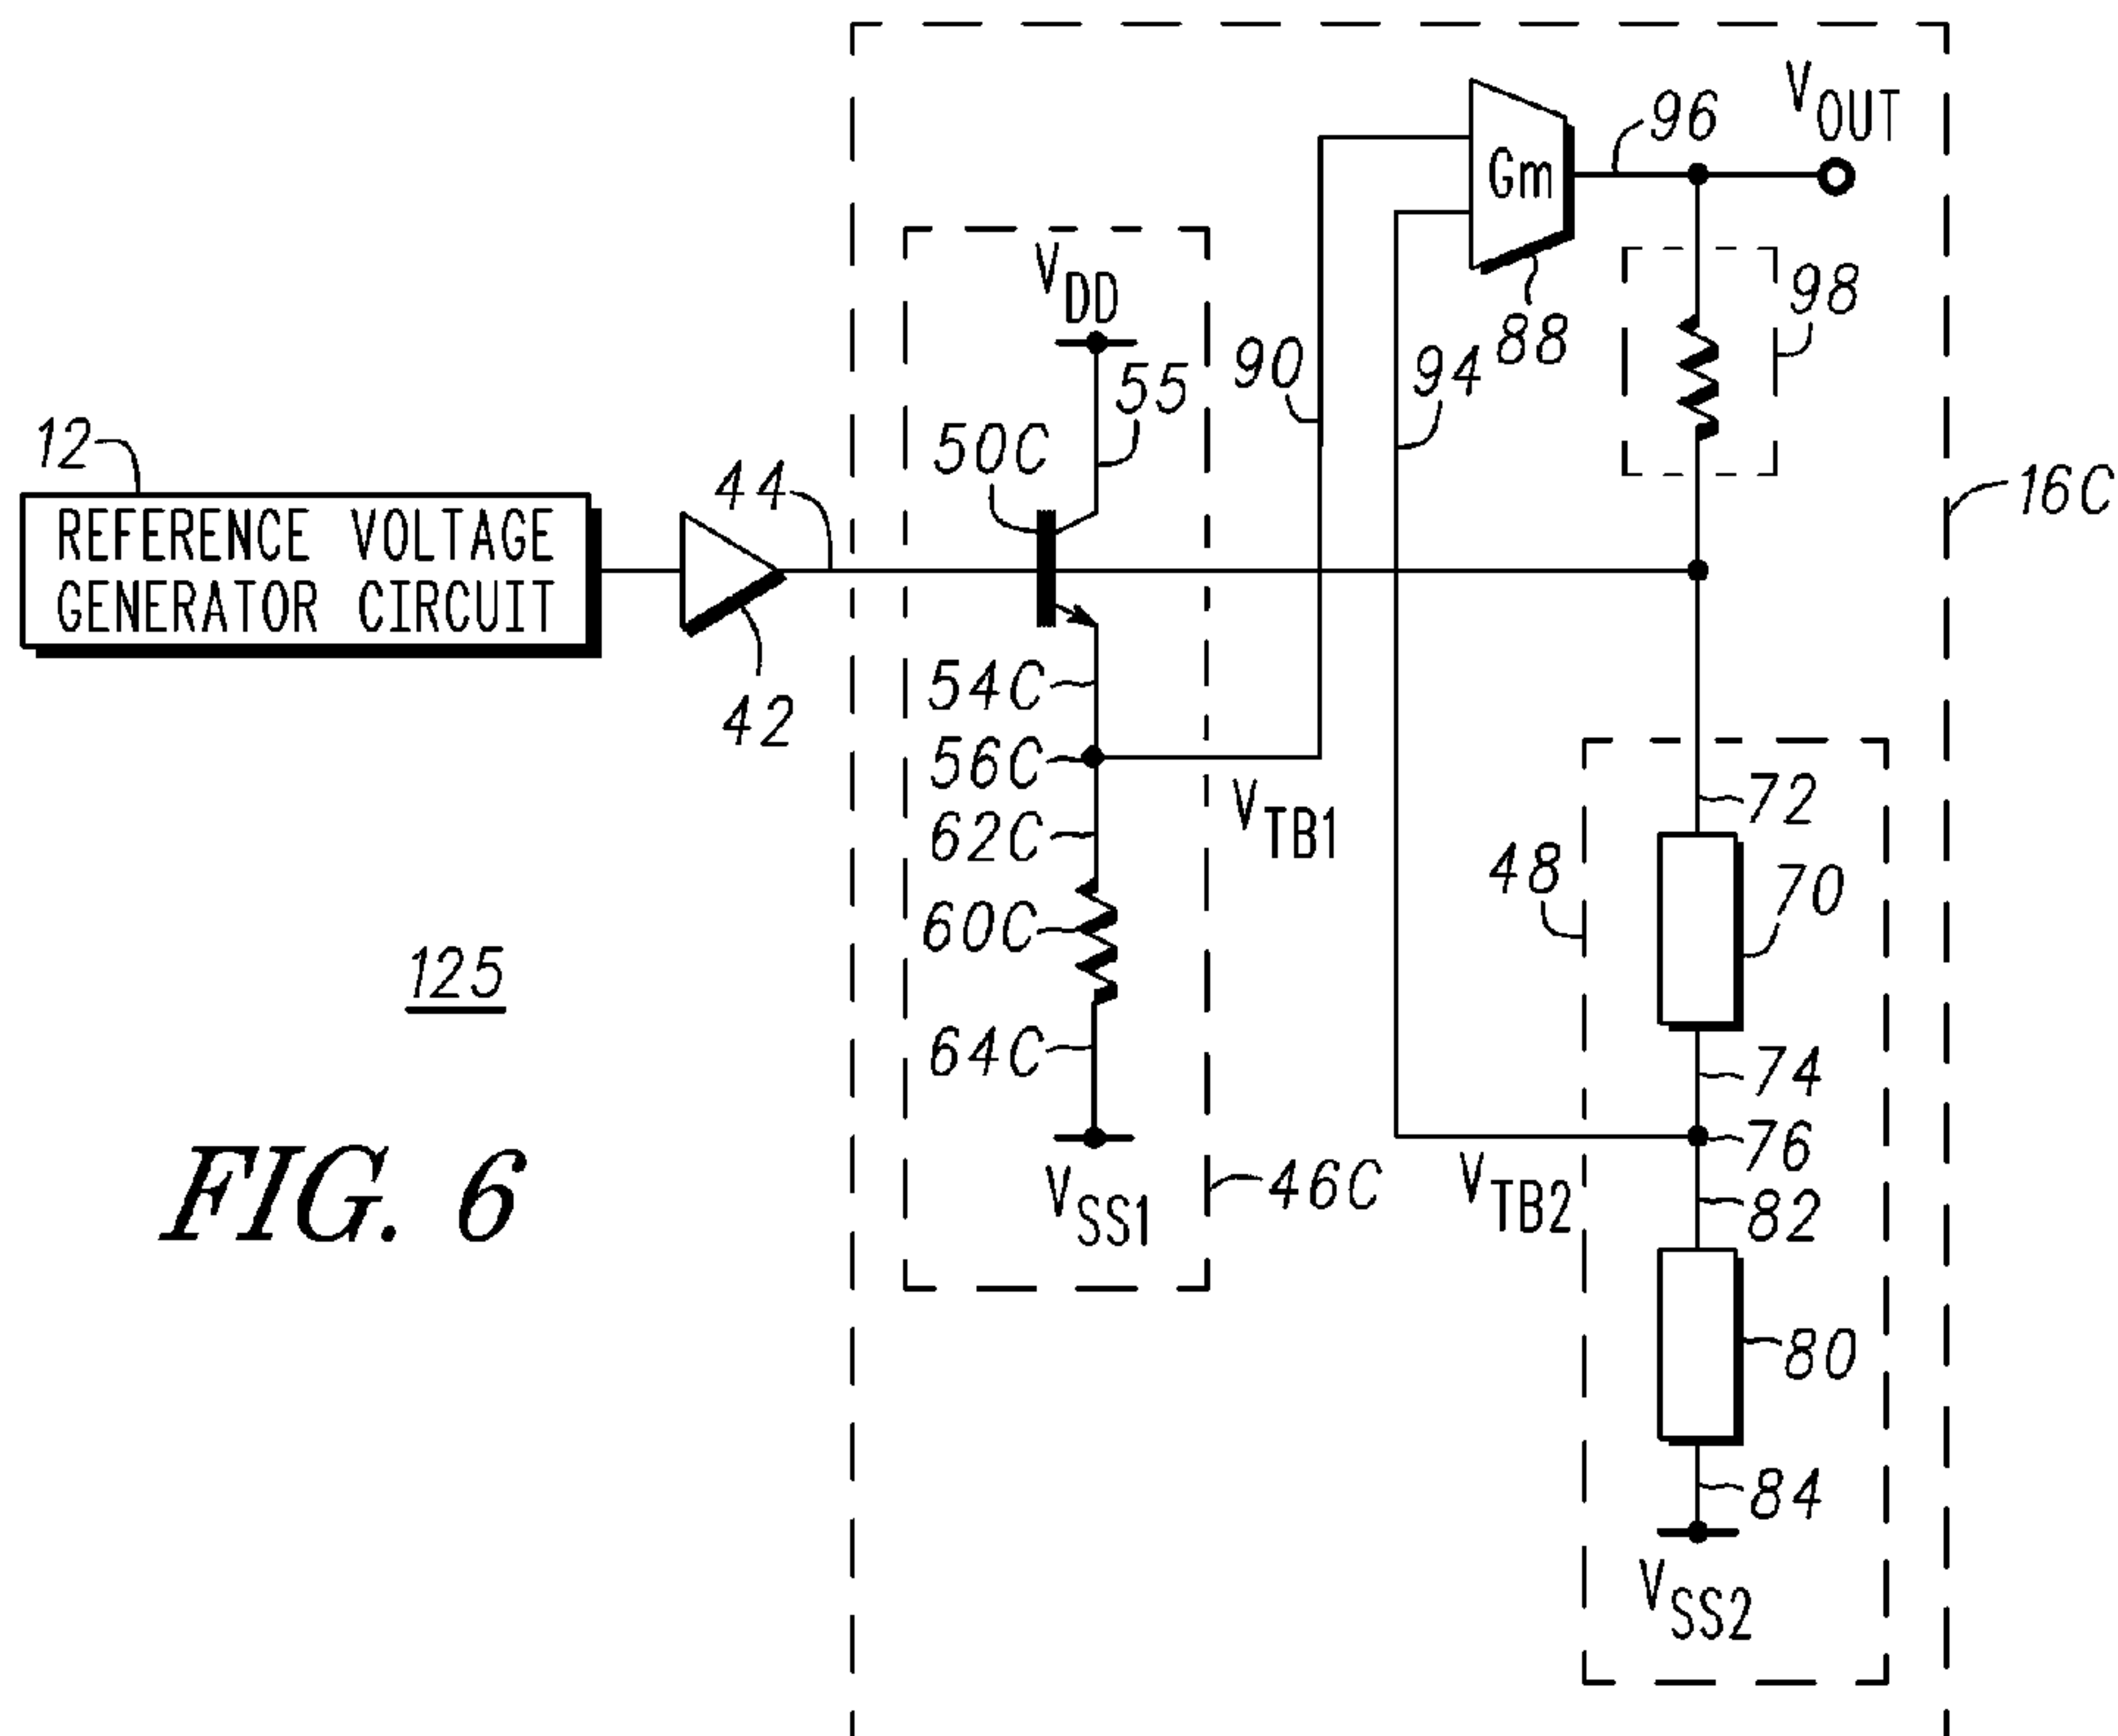 V_OUT
96
Gm
V_DD
98
88
55
90
94
50C
12
44
16C
REFERENCE VOLTAGE
GENERATOR CIRCUIT
54C
42
56C
72
V_TB1
62C
48
70
60C
125
64C
74
76
V_SS1
46C
V_TB2
82
FIG. 6
80
84
V_SS2